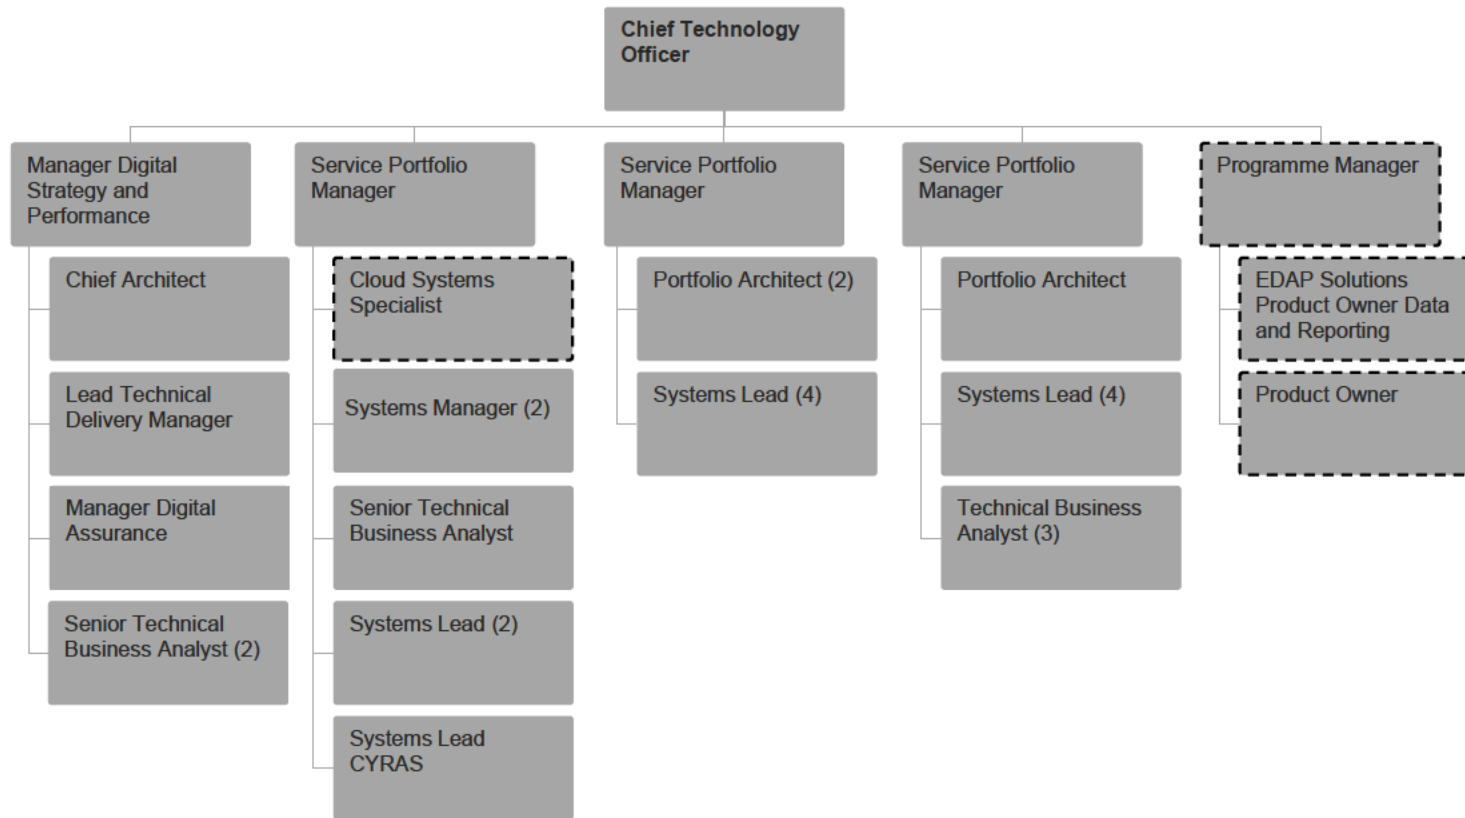 Chief Technology
Officer
Manager Digital
Strategy and
Performance
Chief Architect
Lead Technical
Delivery Manager
Manager Digital
Assurance
Senior Technical
Business Analyst (2)
Service Portfolio
Manager
Cloud Systems
Specialist
Systems Manager (2)
Senior Technical
Business Analyst
Systems Lead (2)
Systems Lead
CYRAS
Service Portfolio
Manager
Portfolio Architect (2)
Systems Lead (4)
Service Portfolio
Manager
Portfolio Architect
Systems Lead (4)
Technical Business
Analyst (3)
Programme Manager
EDAP Solutions
Product Owner Data
and Reporting
Product Owner